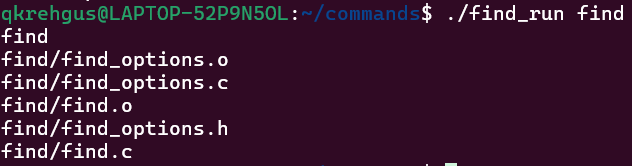 qkrehgus@LAPTOP-52P9N5OL:~/commands$ ./find_run find
find
find/find_options.o
find/find_options.c
find/find.o
find/find_options.h
find/find.c